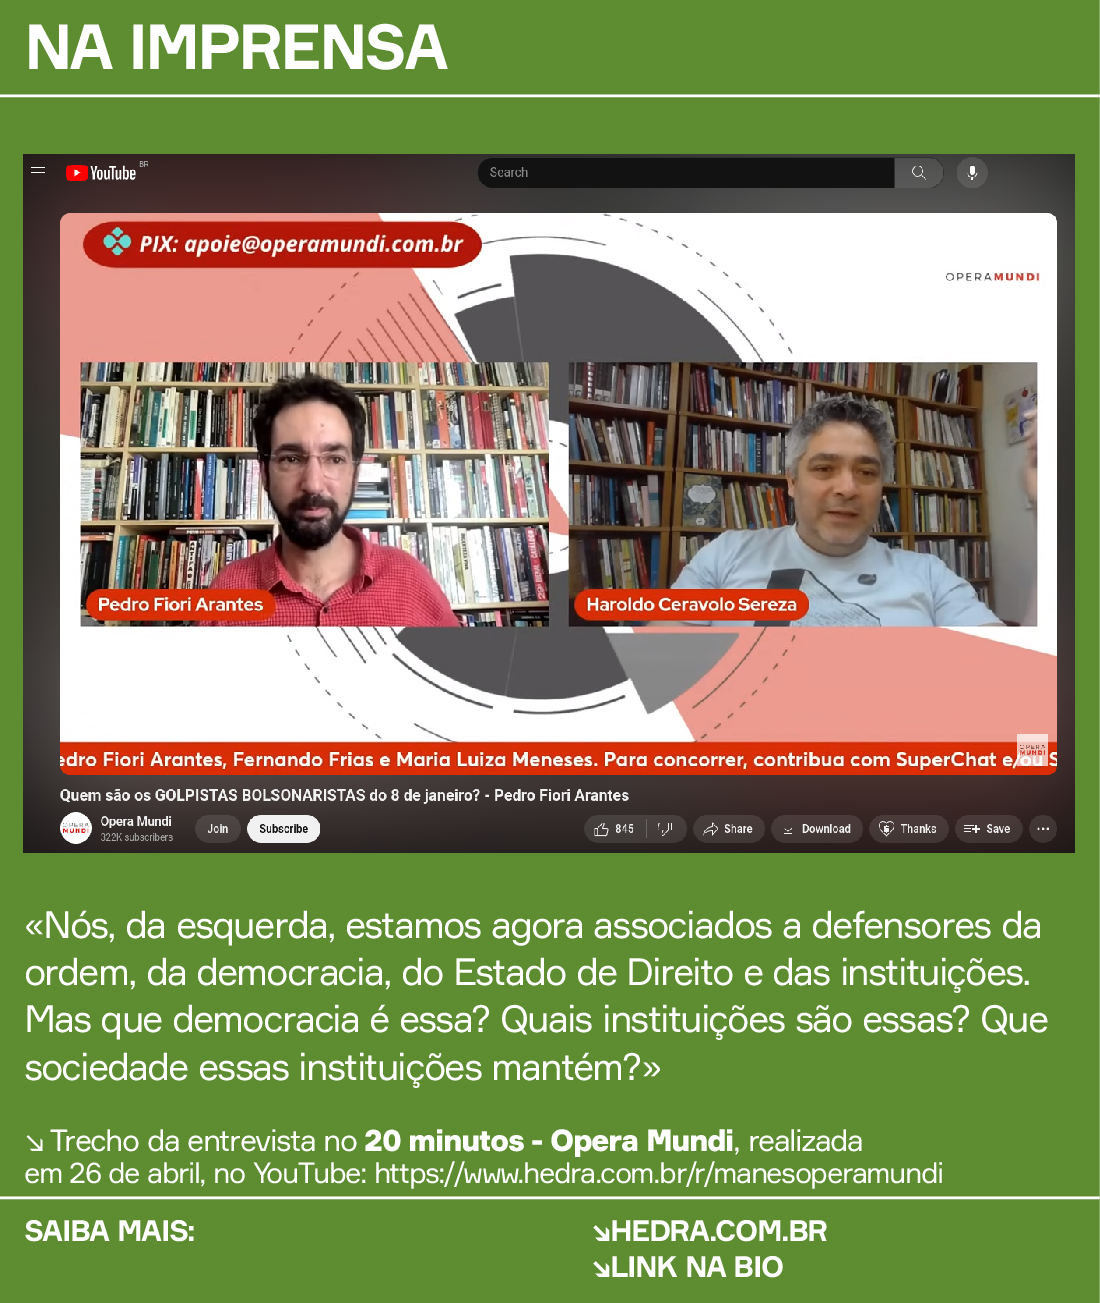 NA IMPRENSA
YouTube BR
Search
PIX: apoie@operamundi.com.br
OPERAMUNDI
Pedro Fiori Arantes
Haroldo Ceravolo Sereza
OPERA
MUNDI
edro Fiori Arantes, Fernando Frias e Maria Luiza Meneses. Para concorrer, contribua com SuperChat e/ou S
Quem são os GOLPISTAS BOLSONARISTAS do 8 de janeiro? - Pedro Fiori Arantes
OPERA
MUNDI
Opera Mundi
322K subscribers
Join
Subscribe
845
Share
Download
Thanks
Save
«Nós, da esquerda, estamos agora associados a defensores da
ordem, da democracia, do Estado de Direito e das instituições.
Mas que democracia é essa? Quais instituições são essas? Que
sociedade essas instituições mantém?»
↘ Trecho da entrevista no 20 minutos - Opera Mundi, realizada
em 26 de abril, no YouTube: https://www.hedra.com.br/r/manesoperamundi
SAIBA MAIS:
↘HEDRA.COM.BR
↘LINK NA BIO